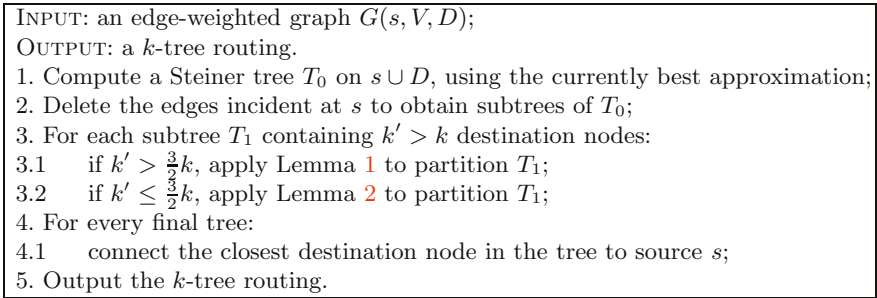 INPUT: an edge-weighted graph G(s, V, D);
OUTPUT: a k-tree routing.
1. Compute a Steiner tree T₀ on s ∪ D, using the currently best approximation;
2. Delete the edges incident at s to obtain subtrees of T₀;
3. For each subtree T₁ containing k′ > k destination nodes:
3.1 if k′ > 3/2 k, apply Lemma 1 to partition T₁;
3.2 if k′ ≤ 3/2 k, apply Lemma 2 to partition T₁;
4. For every final tree:
4.1 connect the closest destination node in the tree to source s;
5. Output the k-tree routing.